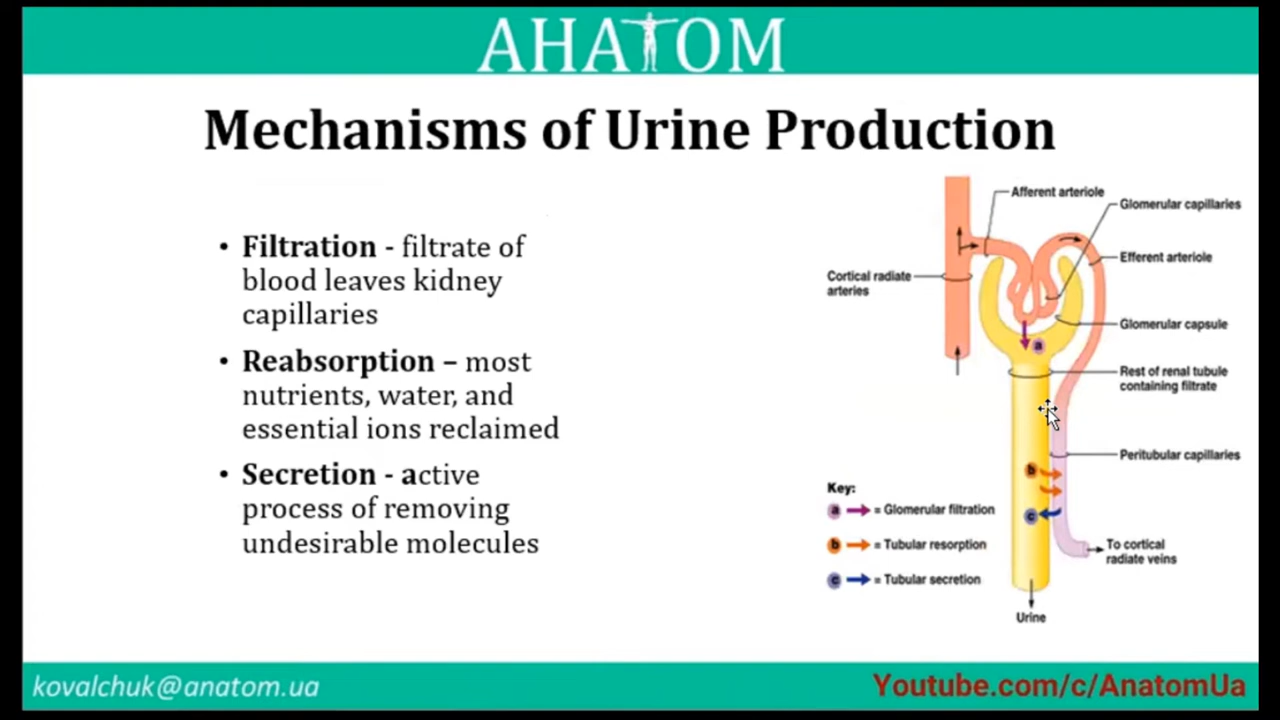 AHATOM
Mechanisms of Urine Production
• Filtration - filtrate of
blood leaves kidney
capillaries
• Reabsorption – most
nutrients, water, and
essential ions reclaimed
• Secretion - active
process of removing
undesirable molecules
Afferent arteriole
Glomerular capillaries
Efferent arteriole
Cortical radiate
arteries
Glomerular capsule
a
Rest of renal tubule
containing filtrate
Peritubular capillaries
b
c
Key:
a = Glomerular filtration
b = Tubular resorption
c = Tubular secretion
To cortical
radiate veins
Urine
kovalchuk@anatom.ua
Youtube.com/c/AnatomUa